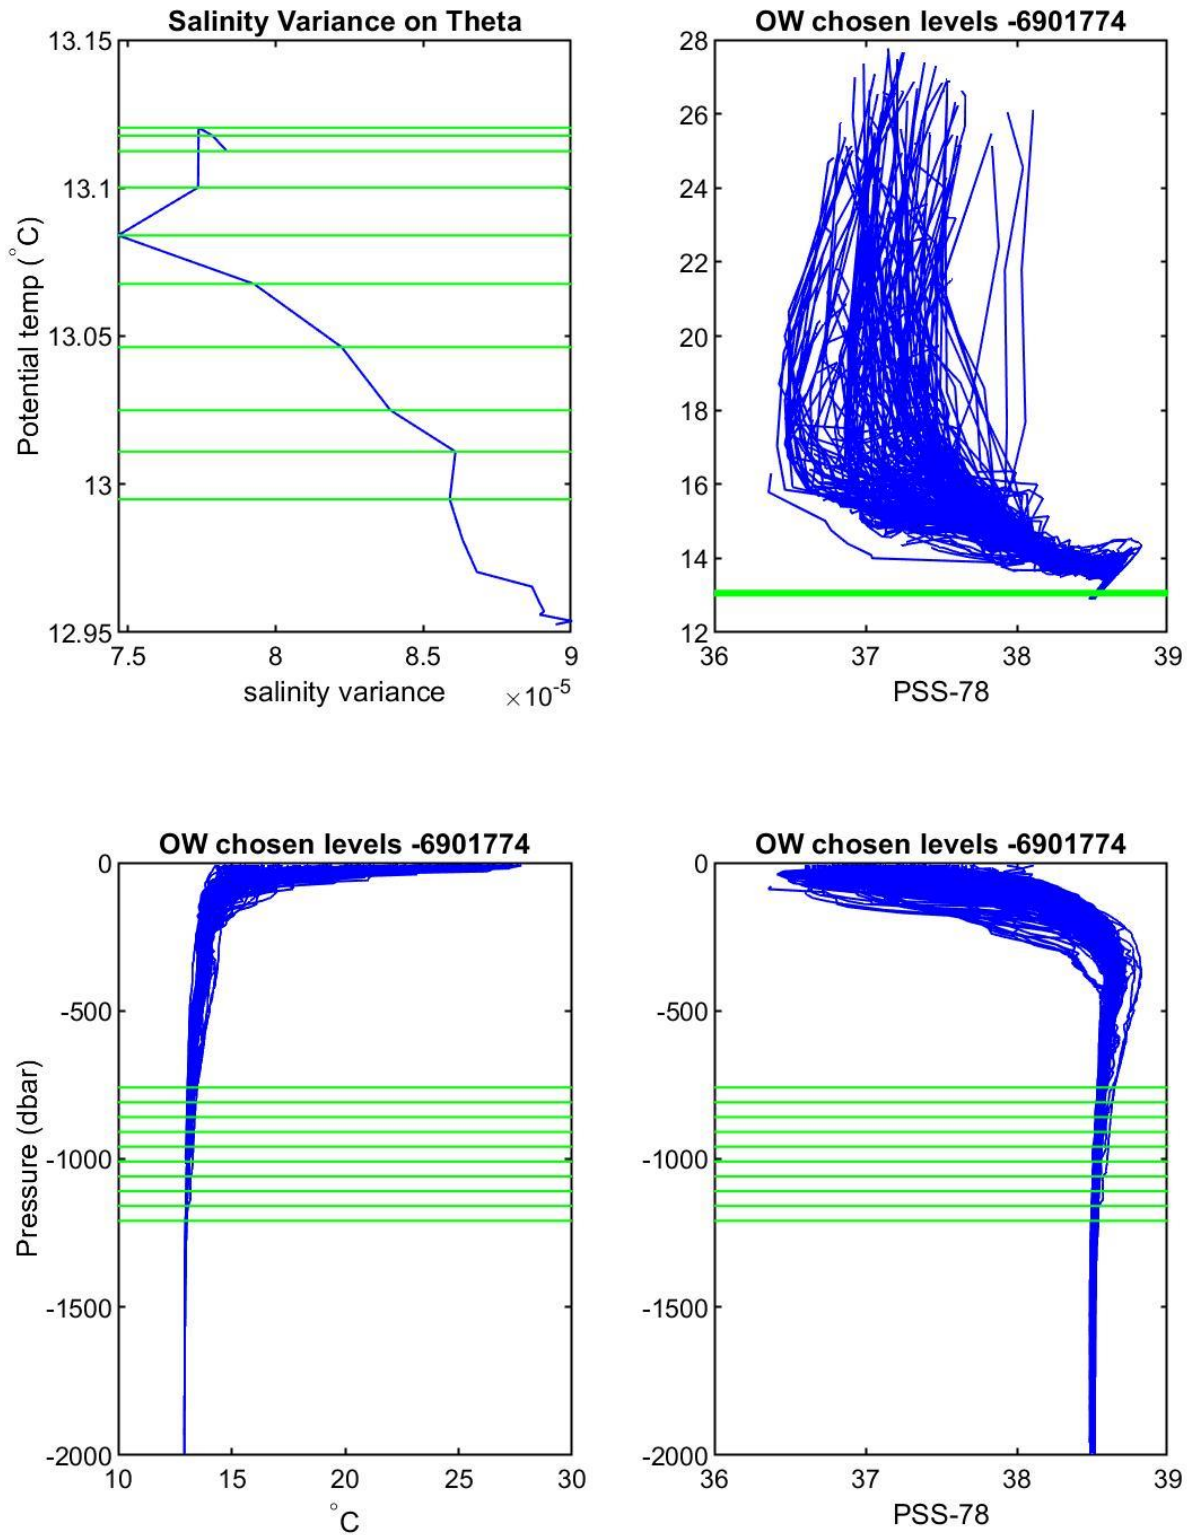 Salinity Variance on Theta
13.15
13.1
13.05
13
12.95
Potential temp (°C)
7.5 8 8.5 9
salinity variance ×10-5
OW chosen levels -6901774
28
26
24
22
20
18
16
14
12
36 37 38 39
PSS-78
OW chosen levels -6901774
0
-500
-1000
-1500
-2000
Pressure (dbar)
10 15 20 25 30
°C
OW chosen levels -6901774
0
-500
-1000
-1500
-2000
36 37 38 39
PSS-78